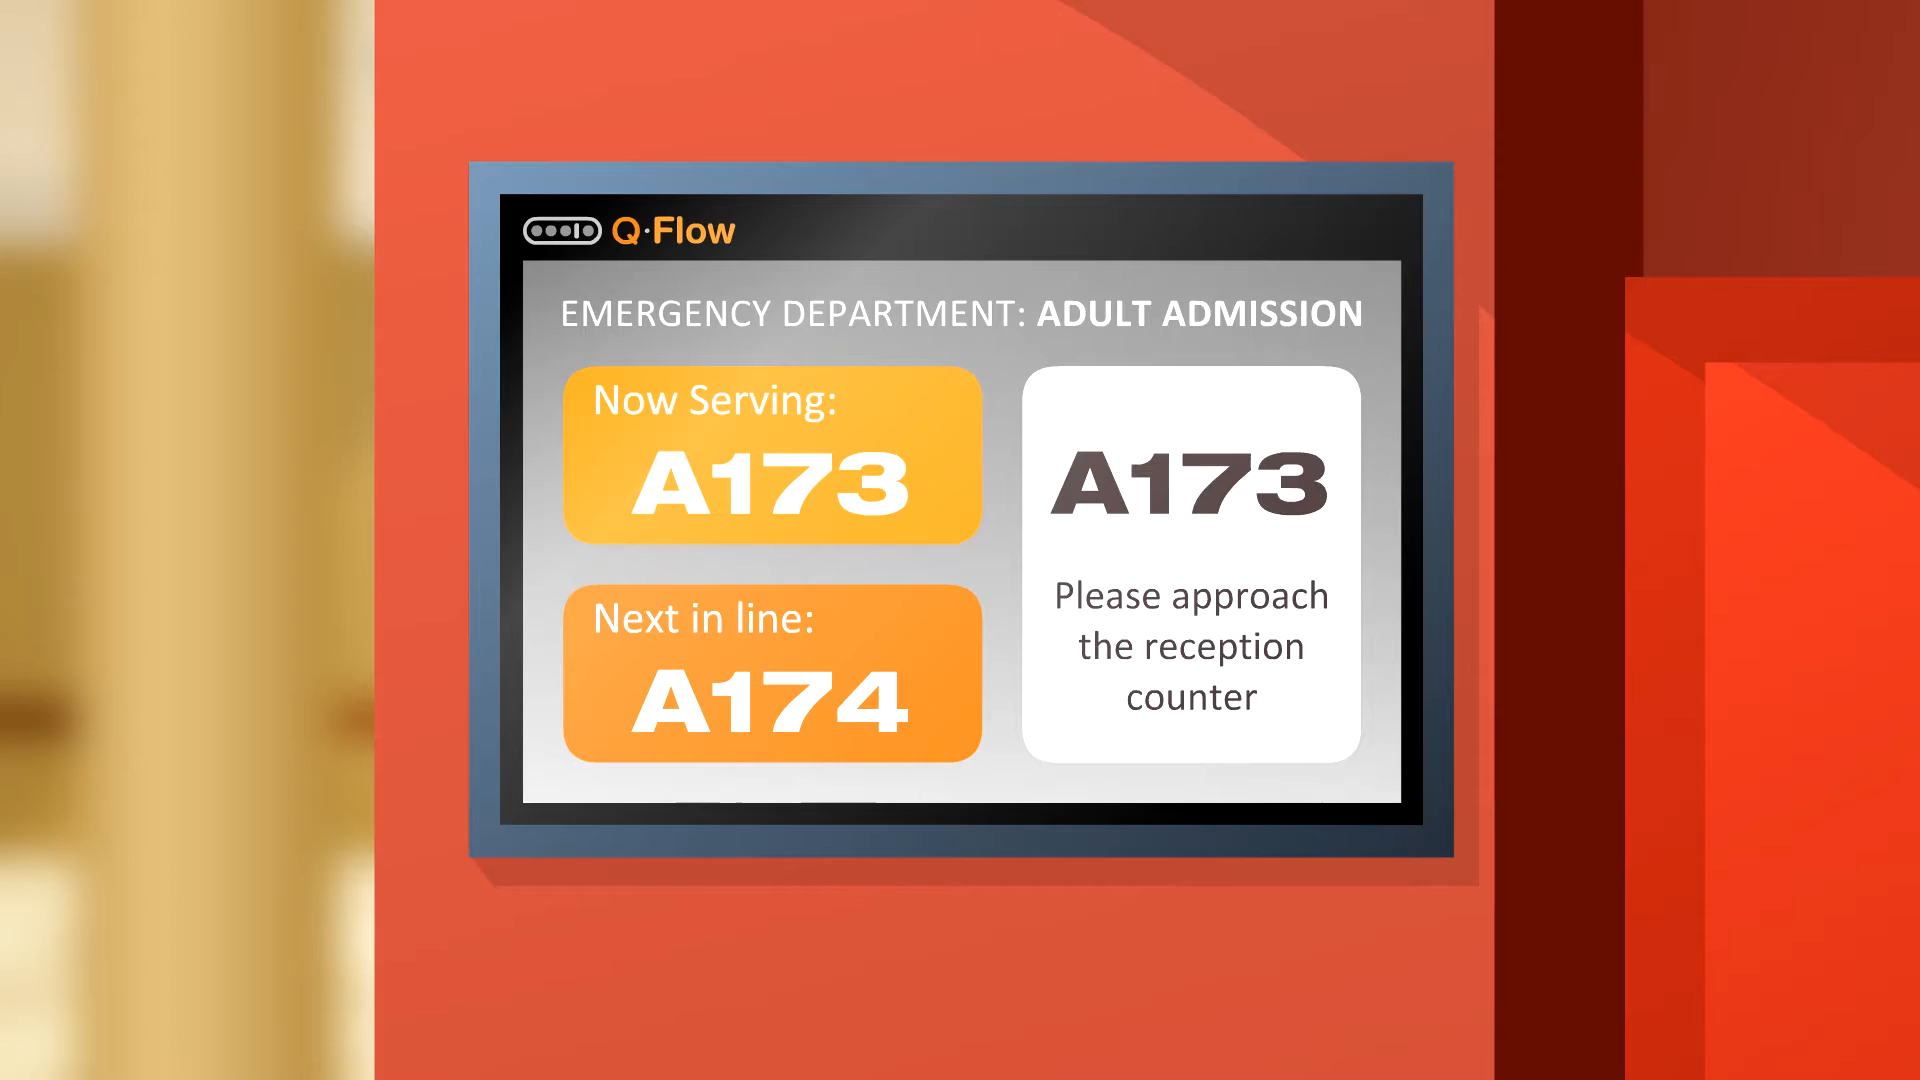 Q·Flow
EMERGENCY DEPARTMENT: ADULT ADMISSION
Now Serving:
A173
Next in line:
A174
A173
Please approach
the reception
counter